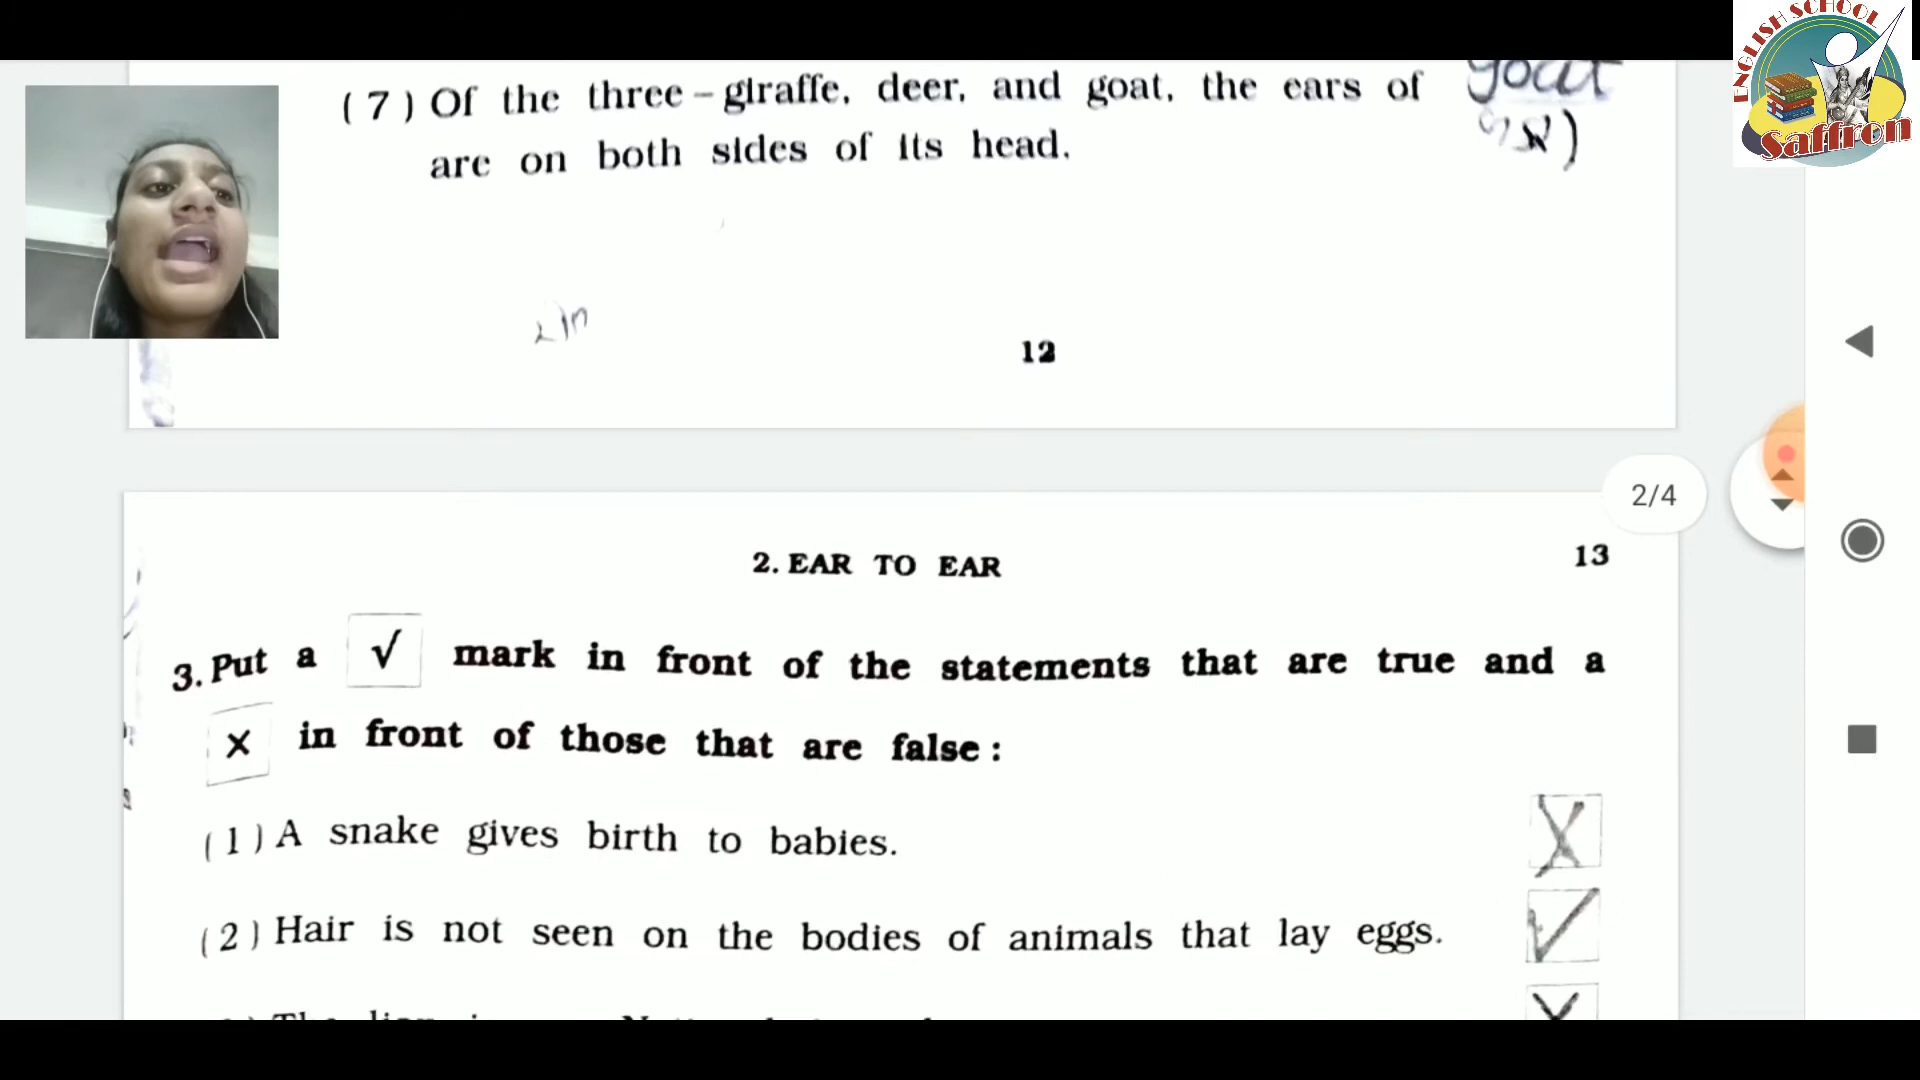 ENGLISH SCHOOL
Saffron
(7) Of the three – giraffe, deer, and goat, the ears of goat
are on both sides of its head.
12
2/4
2. EAR TO EAR
13
3. Put a √ mark in front of the statements that are true and a
× in front of those that are false :
(1) A snake gives birth to babies. X
(2) Hair is not seen on the bodies of animals that lay eggs. ✓